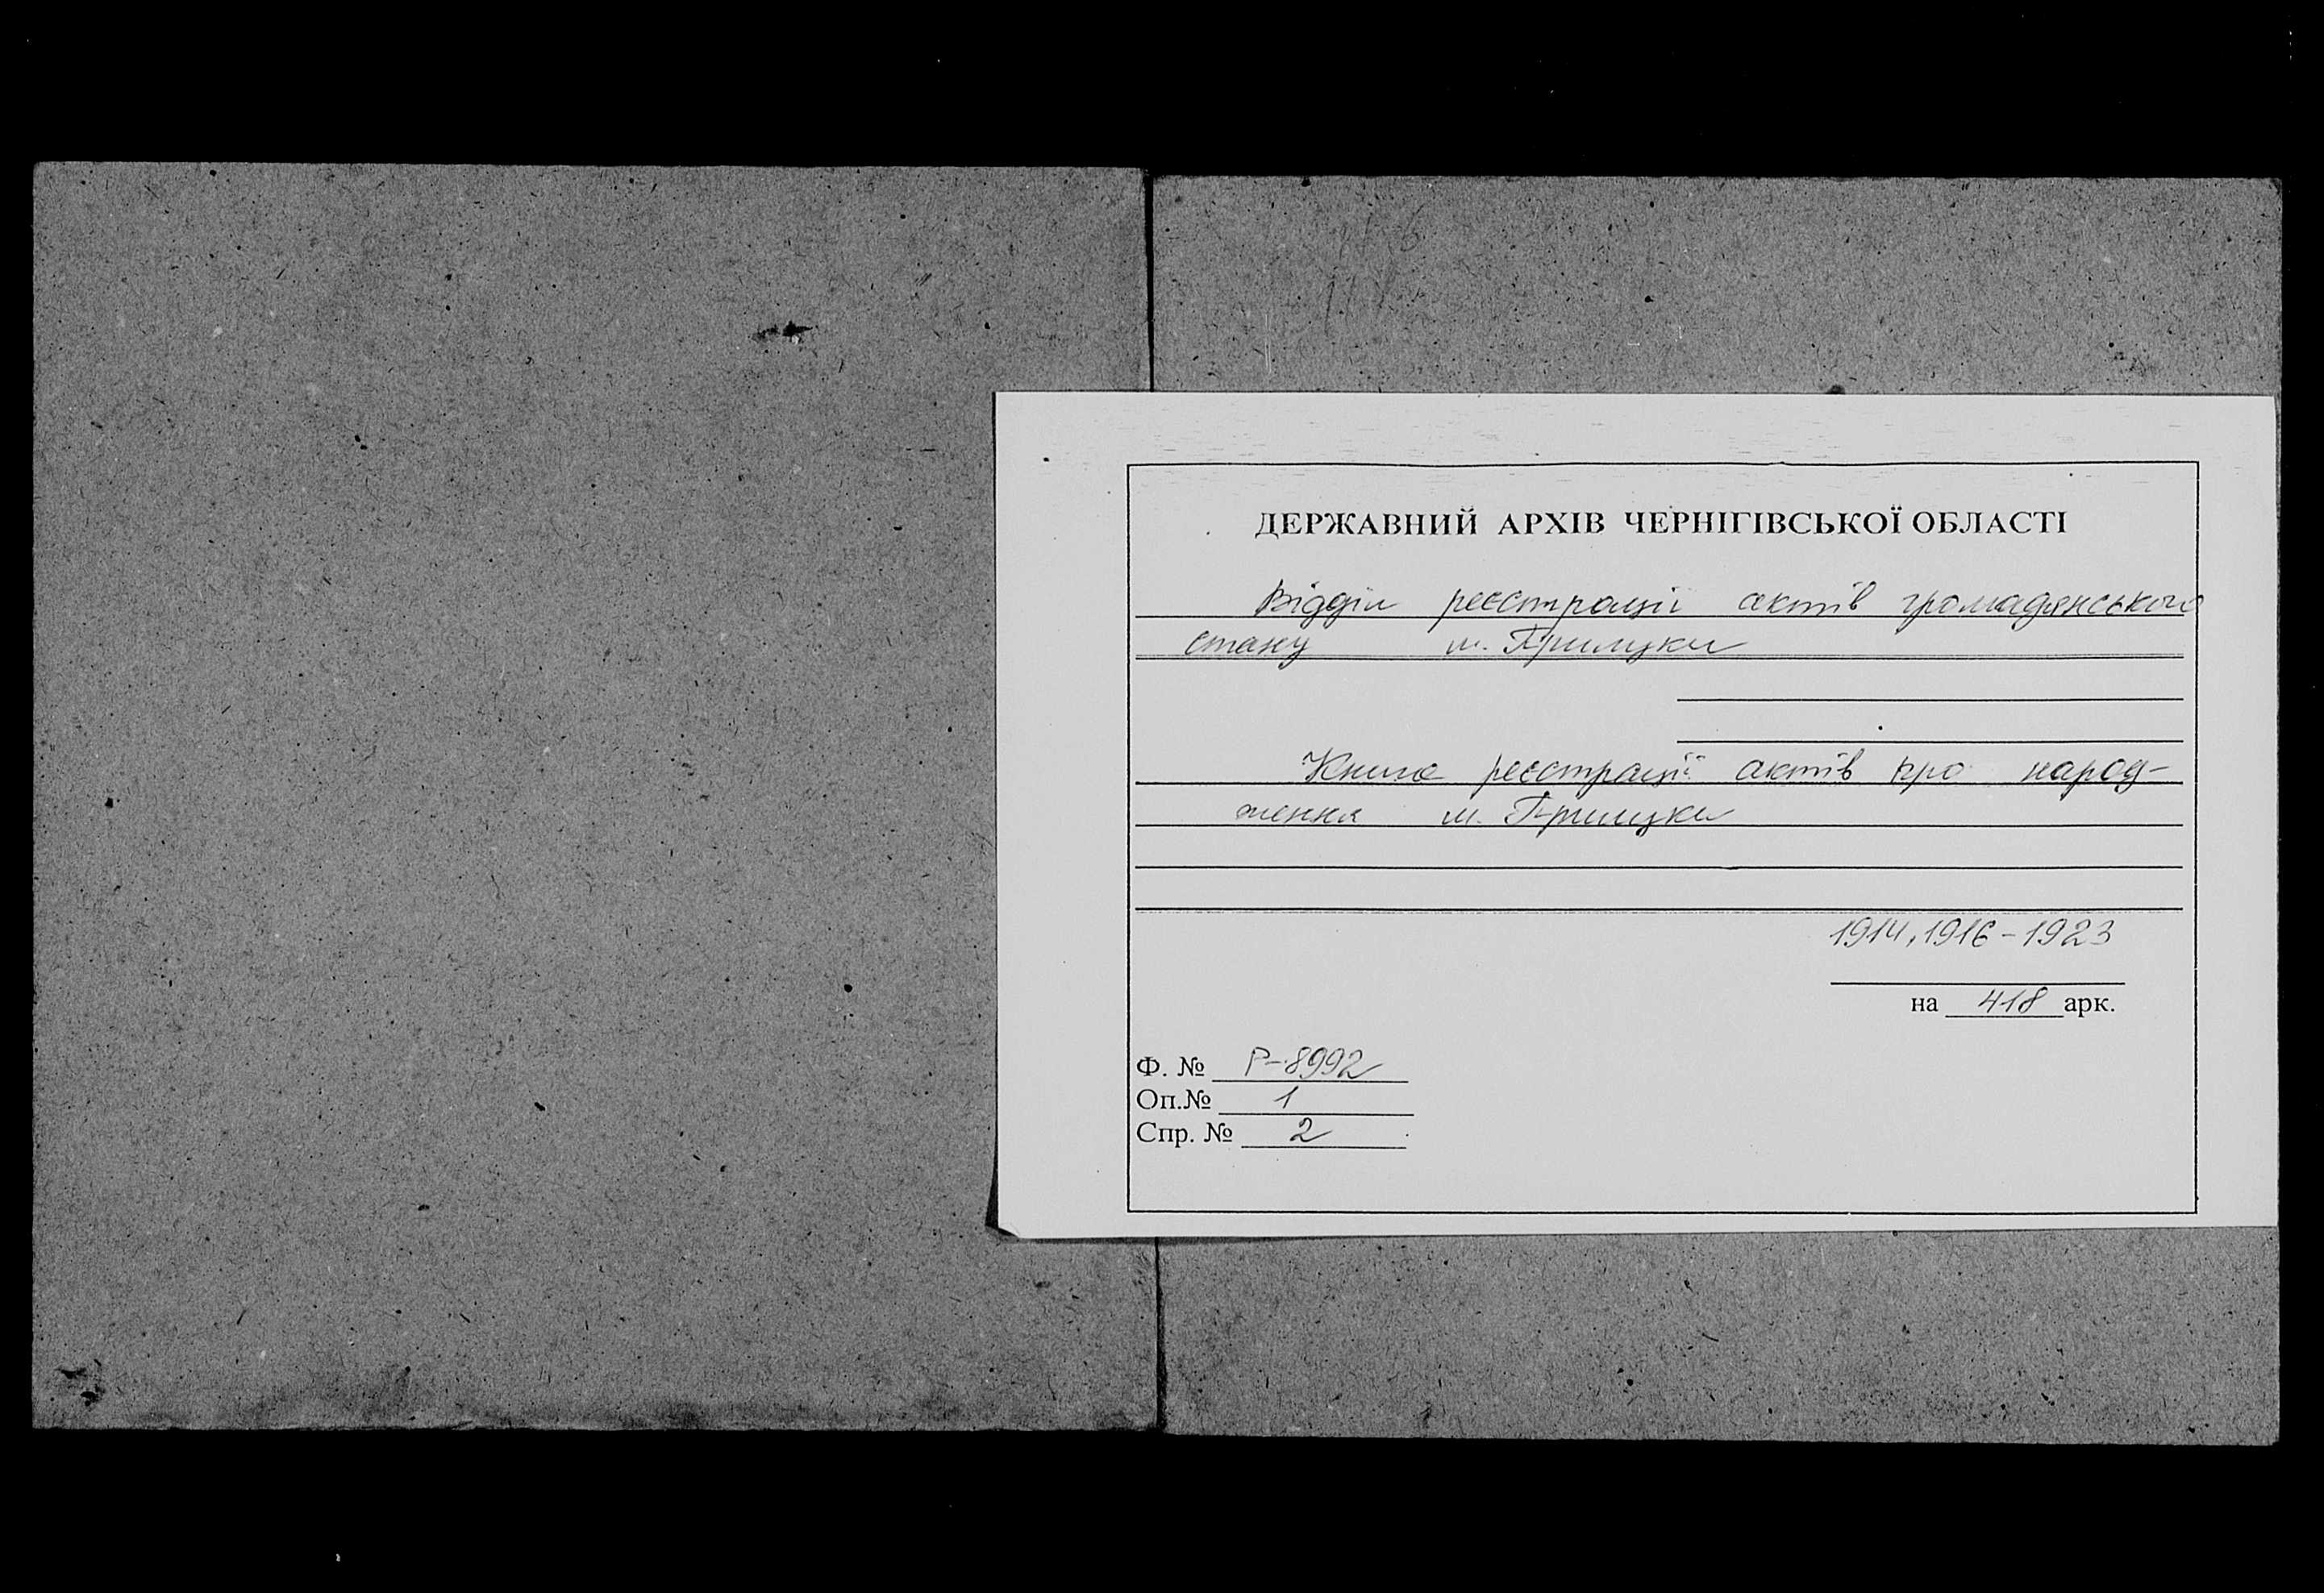 ДЕРЖАВНИЙ АРХІВ ЧЕРНІГІВСЬКОЇ ОБЛАСТІ
Відділ реєстрації актів громадянського
стану м. Прилуки
Книга реєстрації актів про народ-
ження м. Прилуки
1914, 1916-1923
на 418 арк.
Ф. № Р-8992
Оп.№ 1
Спр. № 2